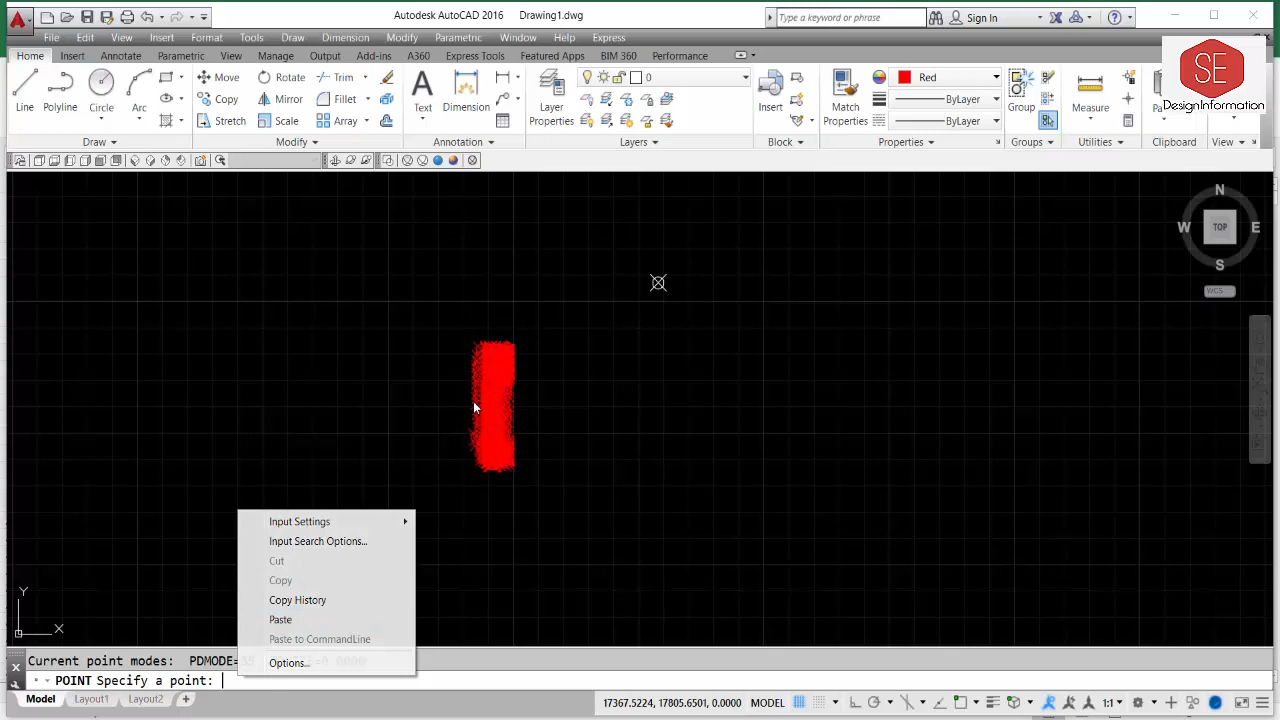 Autodesk AutoCAD 2016 Drawing1.dwg
Type a keyword or phrase
Sign In
File Edit View Insert Format Tools Draw Dimension Modify Parametric Window Help Express
Home Insert Annotate Parametric View Manage Output Add-ins A360 Express Tools Featured Apps BIM 360 Performance
Line
Polyline
Circle
Arc
Draw
Move
Rotate
Trim
Copy
Mirror
Fillet
Stretch
Scale
Array
Modify
Text
Dimension
Annotation
Layer
Properties
0
Layers
Insert
Block
Match
Properties
Red
ByLayer
ByLayer
Properties
Group
Groups
Measure
Utilities
Clipboard
View
SE
DesignInformation
N
W
TOP
E
S
WCS
Input Settings
Input Search Options...
Cut
Copy
Copy History
Paste
Paste to CommandLine
Options...
Y
X
Current point modes: PDMODE=
POINT Specify a point:
Model Layout1 Layout2
17367.5224, 17805.6501, 0.0000 MODEL
1:1